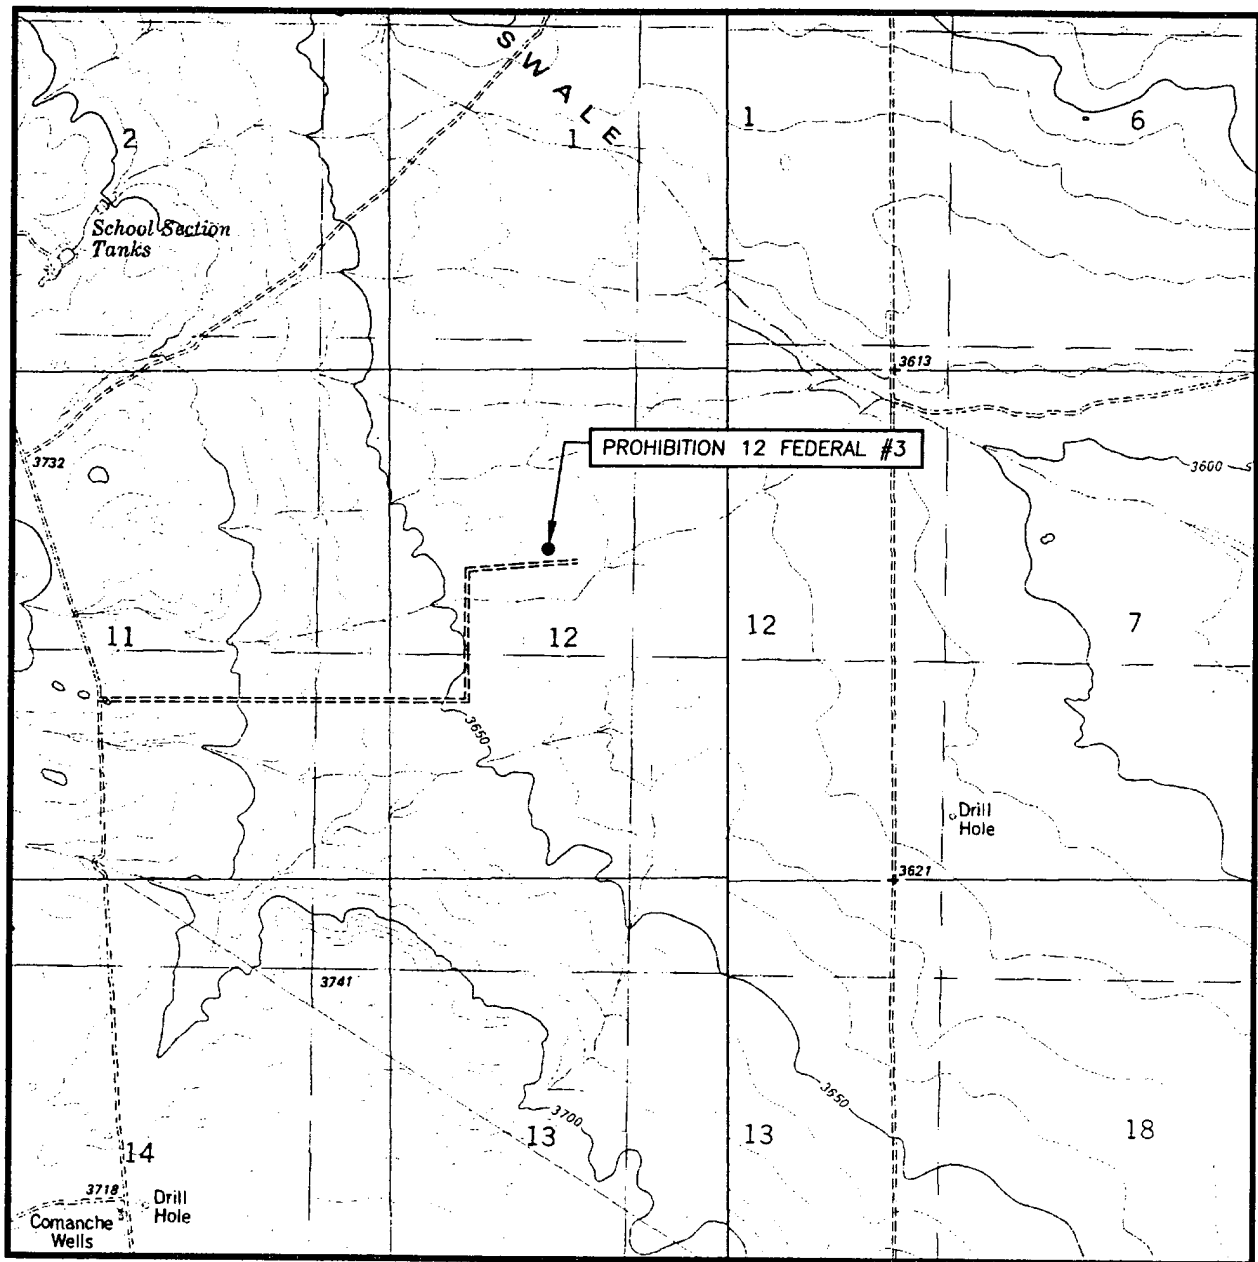 SWALE
2
1
1
6
School Section
Tanks
3613
PROHIBITION 12 FEDERAL #3
3732
3600
11
12
12
7
3650
Drill
Hole
3621
3741
3650
3700
14
13
13
18
3718
Drill
Hole
Comanche
Wells